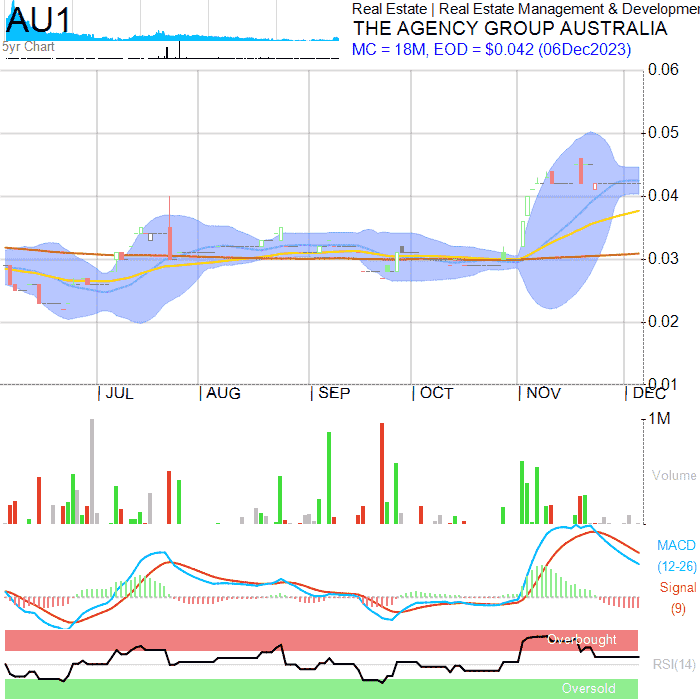 AU1
Real Estate | Real Estate Management & Developmen
THE AGENCY GROUP AUSTRALIA
5yr Chart
MC = 18M, EOD = $0.042 (06Dec2023)
0.06
0.05
0.04
0.03
0.02
0.01
JUL
AUG
SEP
OCT
NOV
DEC
1M
Volume
MACD
(12-26)
Signal
(9)
Overbought
RSI(14)
Oversold